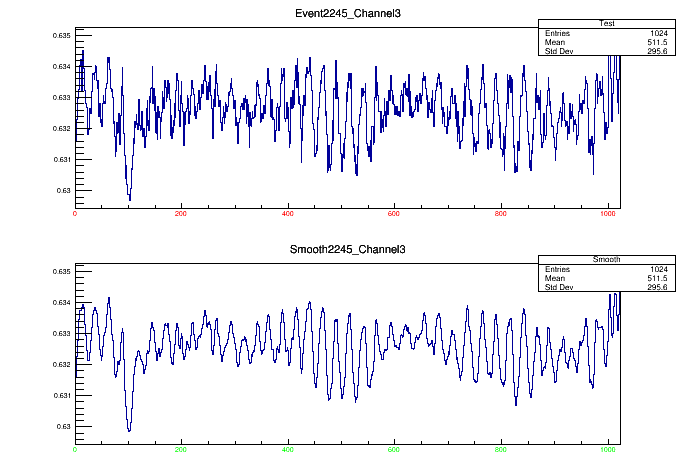 Event2245_Channel3
Test
Entries 1024
Mean 511.5
Std Dev 295.6
0.635
0.634
0.633
0.632
0.631
0.63
0 200 400 600 800 1000
Smooth2245_Channel3
Smooth
Entries 1024
Mean 511.5
Std Dev 295.6
0.635
0.634
0.633
0.632
0.631
0.63
0 200 400 600 800 1000